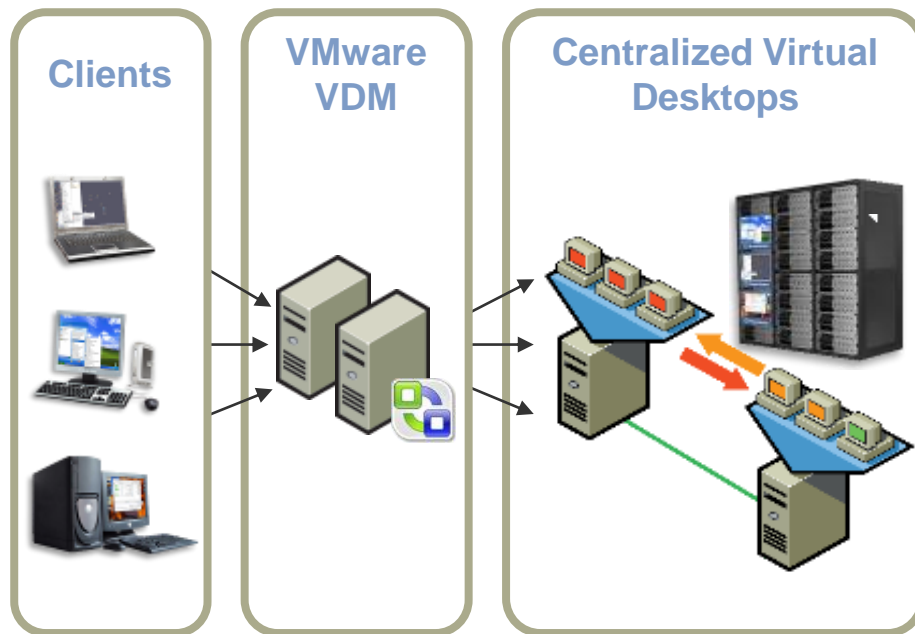 Clients
VMware
VDM
Centralized Virtual
Desktops